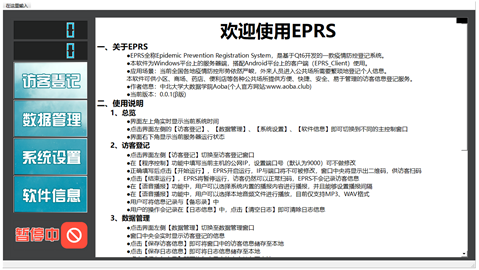 在这里输入
0
0
访客登记
数据管理
系统设置
软件信息
暂停中
欢迎使用EPRS
一、关于EPRS
●EPRS全称Epidemic Prevention Registration System，是基于Qt6开发的一款疫情防控登记系统。
●本软件为Windows平台上的服务器端，搭配Android平台上的客户端（EPRS_Client）使用。
●应用场景：当前全国各地疫情防控形势依然严峻，外来人员进入公共场所需要繁琐地登记个人信息。
本软件可供小区、商场、药店、便利店等各种公共场所提供方便、快捷、安全、易于管理的访客信息登记服务。
●作者信息：中北大学大数据学院Aoba(个人官方网站:www.aoba.club)
●当前版本：0.0.1(β版)
二、使用说明
1、总览
●界面左上角实时显示当前系统时间
●点击界面左侧的【访客登记】、【数据管理】、【系统设置】、【软件信息】即可切换到不同的主控制窗口
●界面右下角显示当前服务器运行状态
2、访客登记
●点击界面左侧【访客登记】切换至访客登记窗口
●在【程序控制】功能中填写当前主机的公网IP，设置端口号（默认为9000）可不做修改
●正确填写后点击【开始运行】，EPRS开启运行，IP与端口将不可被修改，窗口中央将显示出二维码，供访客扫码
●点击【结束运行】，EPRS将暂停运行，访客仍然可以正常扫码，EPRS不会记录访客信息
●在【语音播报】功能中，用户可以选择系统内置的播报内容进行播报，并且能够设置播报间隔
●在【语音播报】功能中，用户可以选择本地音频文件进行播放，目前仅支持MP3、WAV格式
●用户可将信息记录与【备忘录】中
●用户的操作会记录在【日志信息】中，点击【清空日志】即可清除日志信息
3、数据管理
●点击界面左侧【数据管理】切换至数据管理窗口
●窗口中央会实时显示访客登记的信息
●点击【保存访客信息】即可将窗口中的访客信息储存至本地
●点击【保存日志信息】即可将日志信息储存至本地